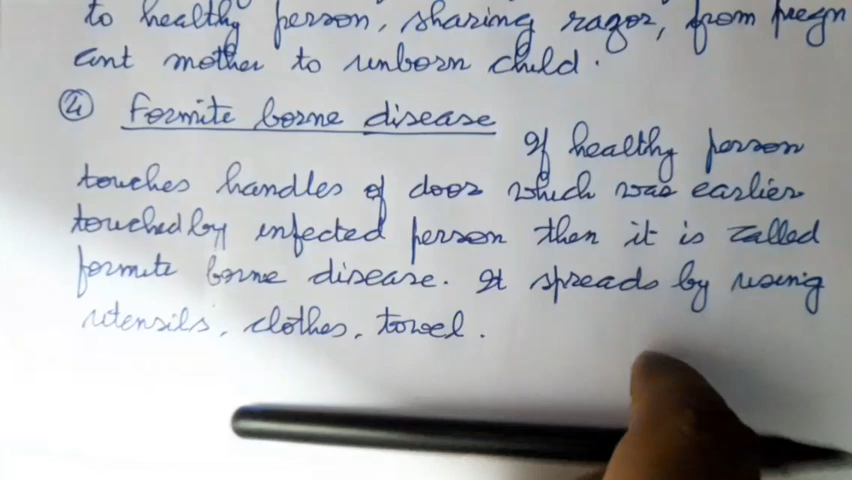 to healthy person, sharing razor, from pregn
ant mother to unborn child.
④ Formite borne disease
If healthy person
touches handles of door which was earlier
touched by infected person then it is called
formite borne disease. It spreads by using
utensils, clothes, towel.